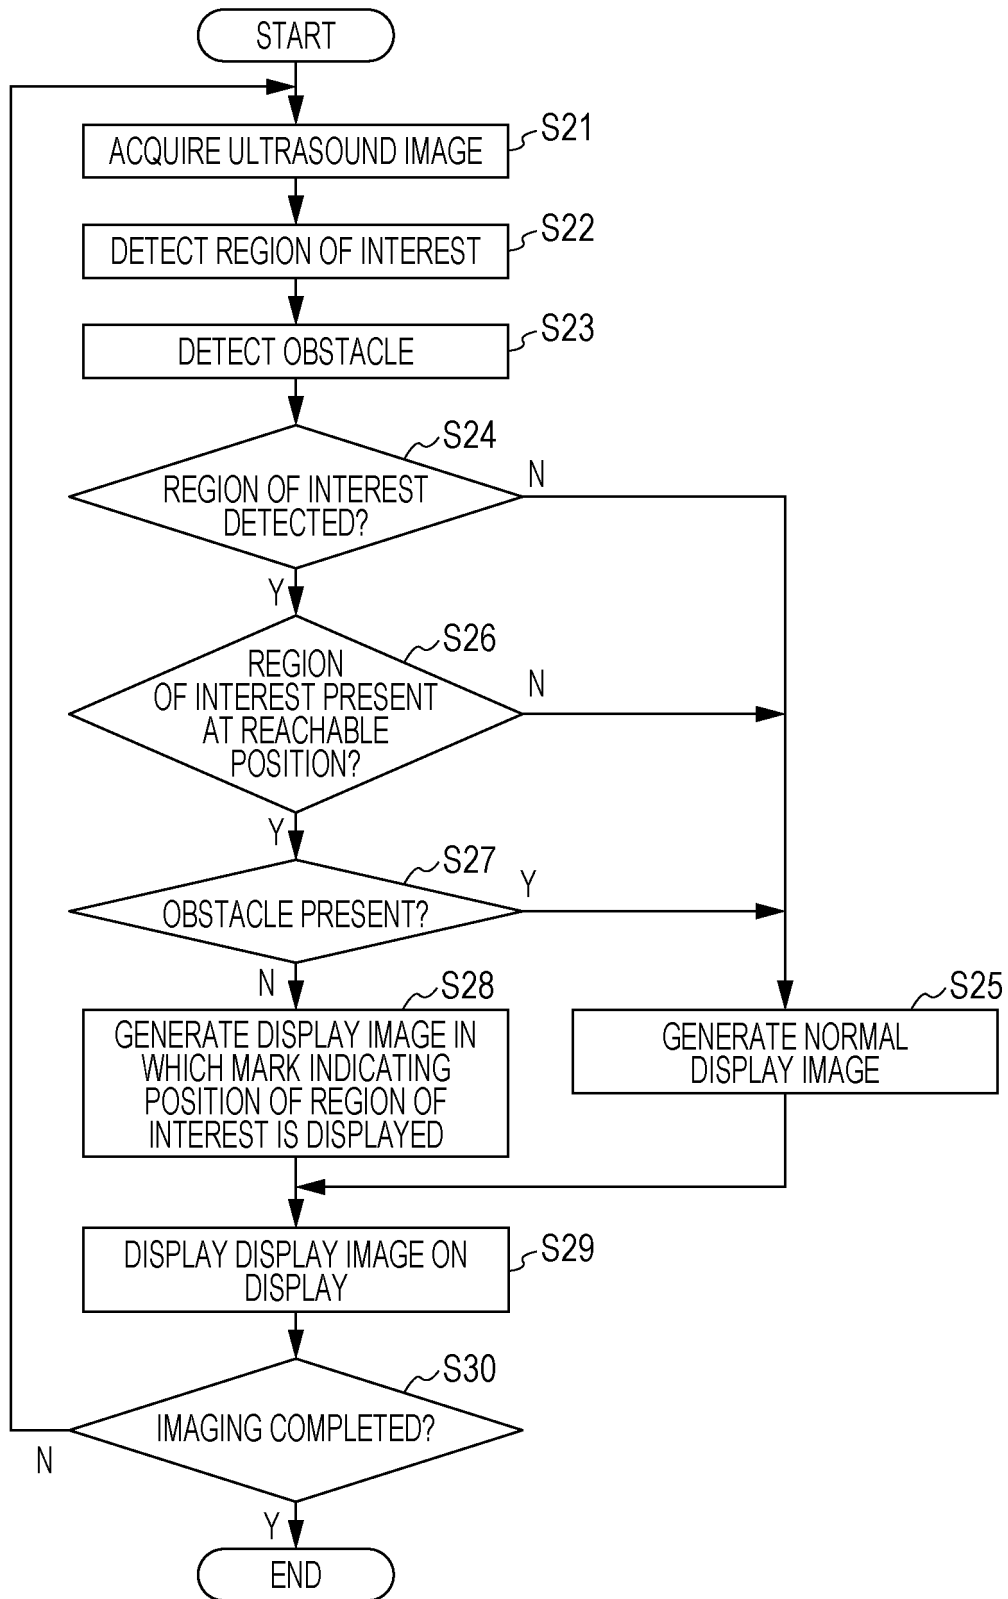 START
ACQUIRE ULTRASOUND IMAGE
S21
DETECT REGION OF INTEREST
S22
DETECT OBSTACLE
S23
S24
REGION OF INTEREST
DETECTED?
N
Y
S26
REGION
OF INTEREST PRESENT
AT REACHABLE
POSITION?
N
Y
S27
OBSTACLE PRESENT?
Y
N
S28
GENERATE DISPLAY IMAGE IN
WHICH MARK INDICATING
POSITION OF REGION OF
INTEREST IS DISPLAYED
S25
GENERATE NORMAL
DISPLAY IMAGE
DISPLAY DISPLAY IMAGE ON
DISPLAY
S29
S30
IMAGING COMPLETED?
N
Y
END